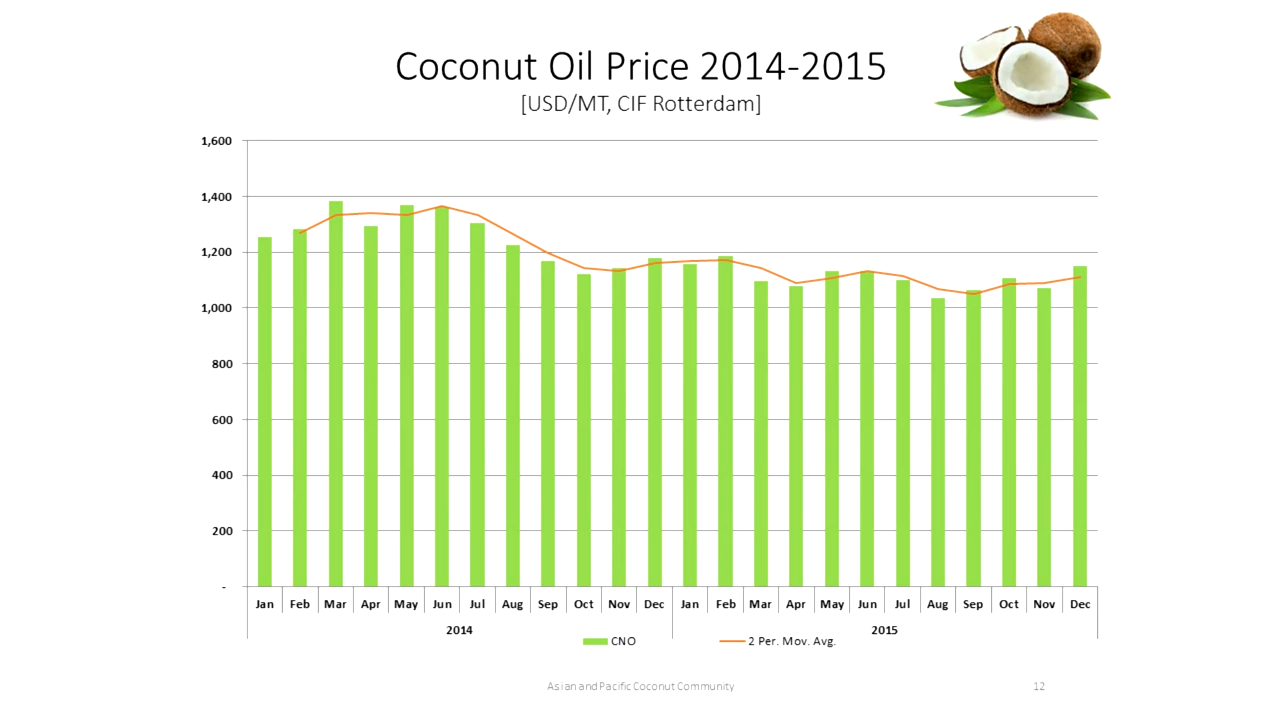 Coconut Oil Price 2014-2015
[USD/MT, CIF Rotterdam]
1,600
1,400
1,200
1,000
800
600
400
200
-
Jan Feb Mar Apr May Jun Jul Aug Sep Oct Nov Dec Jan Feb Mar Apr May Jun Jul Aug Sep Oct Nov Dec
2014 2015
CNO 2 Per. Mov. Avg.
Asian and Pacific Coconut Community 12